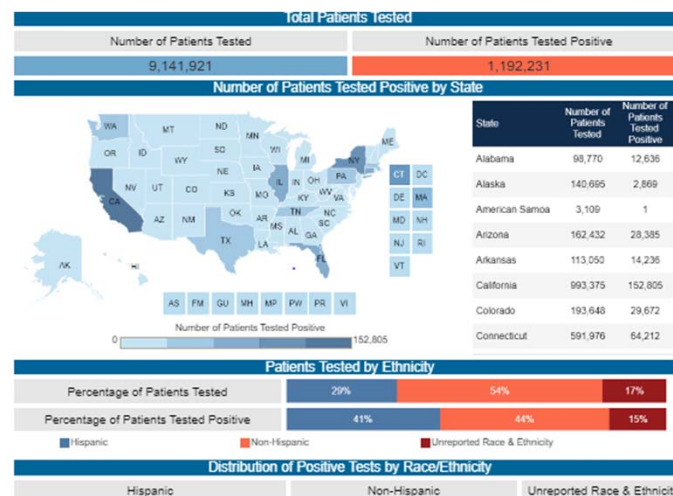 Total Patients Tested
Number of Patients Tested
Number of Patients Tested Positive
9,141,921
1,192,231
Number of Patients Tested Positive by State
WA
MT
ND
MN
ME
OR
ID
WY
SD
WI
MI
NY
NV
UT
CO
NE
IA
IL
IN
OH
PA
CA
KS
MO
KY
WV
VA
AZ
NM
OK
AR
TN
NC
SC
TX
LA
MS
AL
GA
FL
AK
HI
CT DC
DE MA
MD NH
NJ RI
VT
AS FM GU MH MP PW PR VI
Number of Patients Tested Positive
0 152,805
State Number of Patients Tested Number of Patients Tested Positive
Alabama 98,770 12,636
Alaska 140,695 2,869
American Samoa 3,109 1
Arizona 162,432 28,385
Arkansas 113,050 14,236
California 993,375 152,805
Colorado 193,648 29,672
Connecticut 591,976 64,212
Patients Tested by Ethnicity
Percentage of Patients Tested 29% 54% 17%
Percentage of Patients Tested Positive 41% 44% 15%
Hispanic Non-Hispanic Unreported Race & Ethnicity
Distribution of Positive Tests by Race/Ethnicity
Hispanic Non-Hispanic Unreported Race & Ethnicit